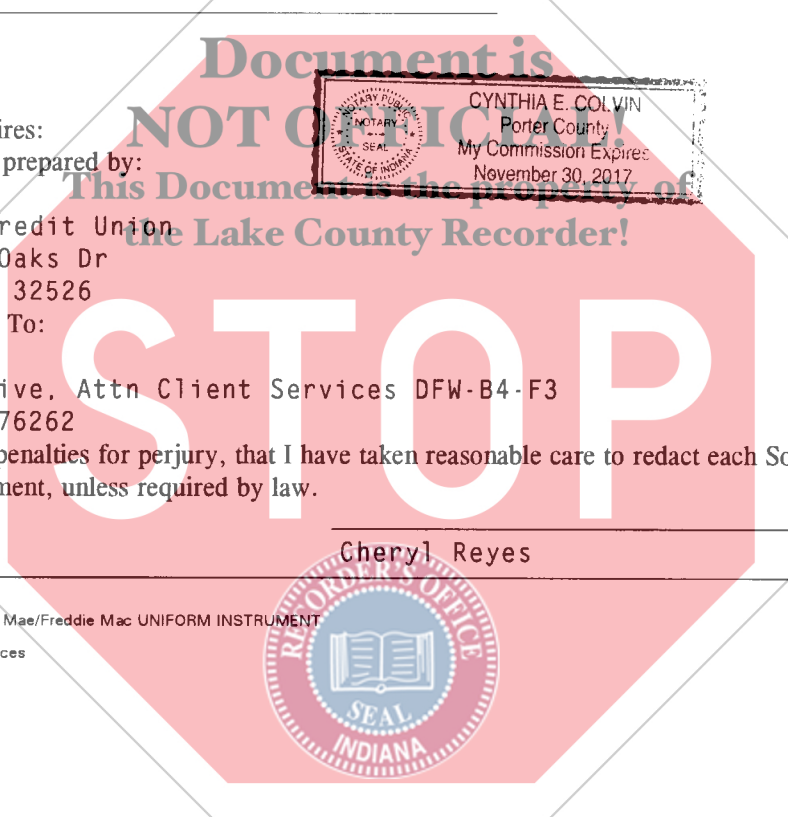 Document is
NOT OFFICIAL!
This Document is the property of
the Lake County Recorder!
NOTARY PUBLIC
NOTARY
SEAL
STATE OF INDIANA
CYNTHIA E. COLVIN
Porter County
My Commission Expires
November 30, 2017
ires:
prepared by:
redit Union
Oaks Dr
32526
To:
ive, Attn Client Services DFW-B4-F3
76262
penalties for perjury, that I have taken reasonable care to redact each So
ment, unless required by law.
STOP
Cheryl Reyes
Mae/Freddie Mac UNIFORM INSTRUMENT
ces
RECORDER'S OFFICE
SEAL
INDIANA